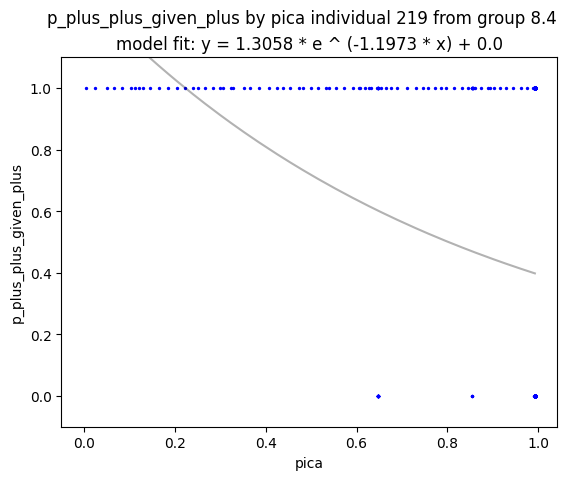 p_plus_plus_given_plus by pica individual 219 from group 8.4
model fit: y = 1.3058 * e ^ (-1.1973 * x) + 0.0
1.0
0.8
0.6
0.4
0.2
0.0
p_plus_plus_given_plus
0.0 0.2 0.4 0.6 0.8 1.0
pica